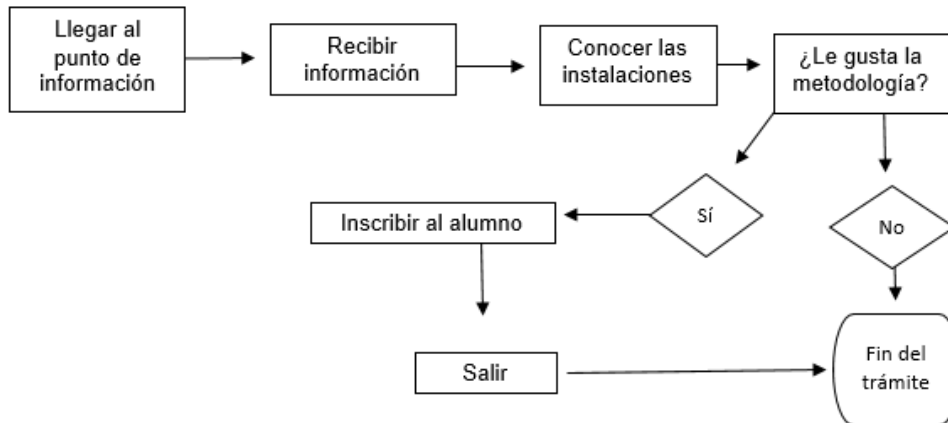 Llegar al
punto de
información
Recibir
información
Conocer las
instalaciones
¿Le gusta la
metodología?
Sí
No
Inscribir al alumno
Salir
Fin del
trámite